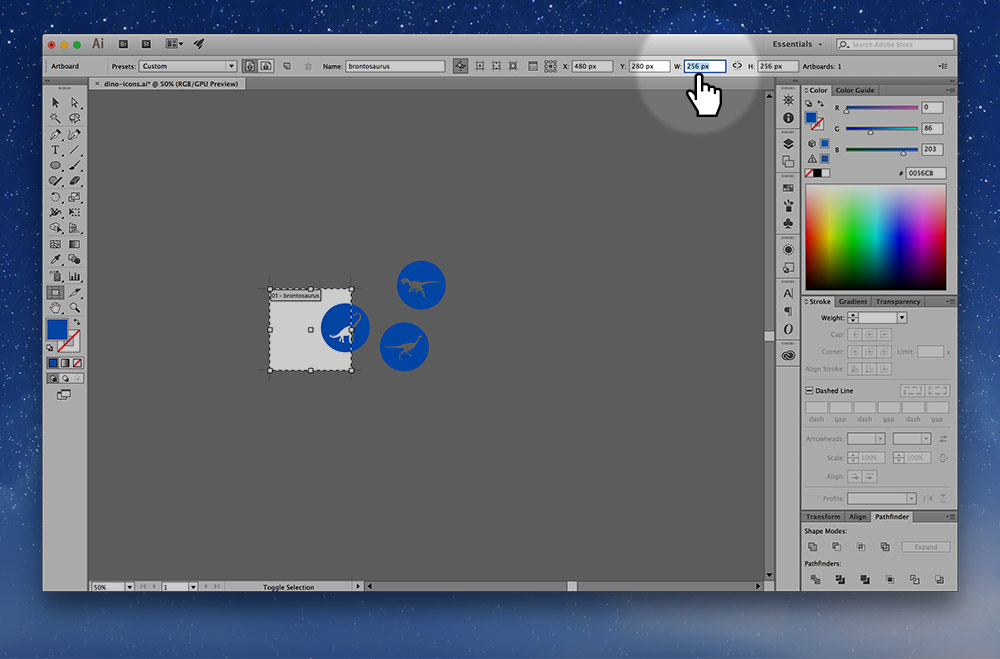 Ai Br St Essentials Search Adobe Stock
Artboard Presets: Custom Name: brontosaurus X: 480 px Y: 280 px W: 256 px H: 256 px Artboards: 1
× dino-icons.ai* @ 50% (RGB/GPU Preview)
01 - brontosaurus
50% 1 Toggle Selection
Color Color Guide
R 0
G 86
B 203
# 0056CB
Stroke Gradient Transparency
Weight:
Cap:
Corner: Limit: x
Align Stroke:
Dashed Line
dash gap dash gap dash gap
Arrowheads:
Scale: 100% 100%
Align:
Profile:
Transform Align Pathfinder
Shape Modes:
Expand
Pathfinders: